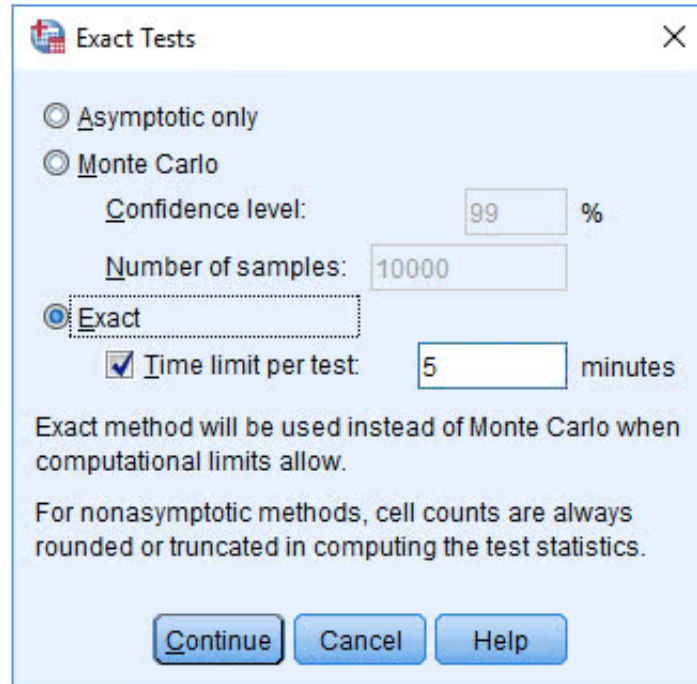 Exact Tests
Asymptotic only
Monte Carlo
Confidence level: 99 %
Number of samples: 10000
Exact
Time limit per test: 5 minutes
Exact method will be used instead of Monte Carlo when
computational limits allow.
For nonasymptotic methods, cell counts are always
rounded or truncated in computing the test statistics.
Continue Cancel Help